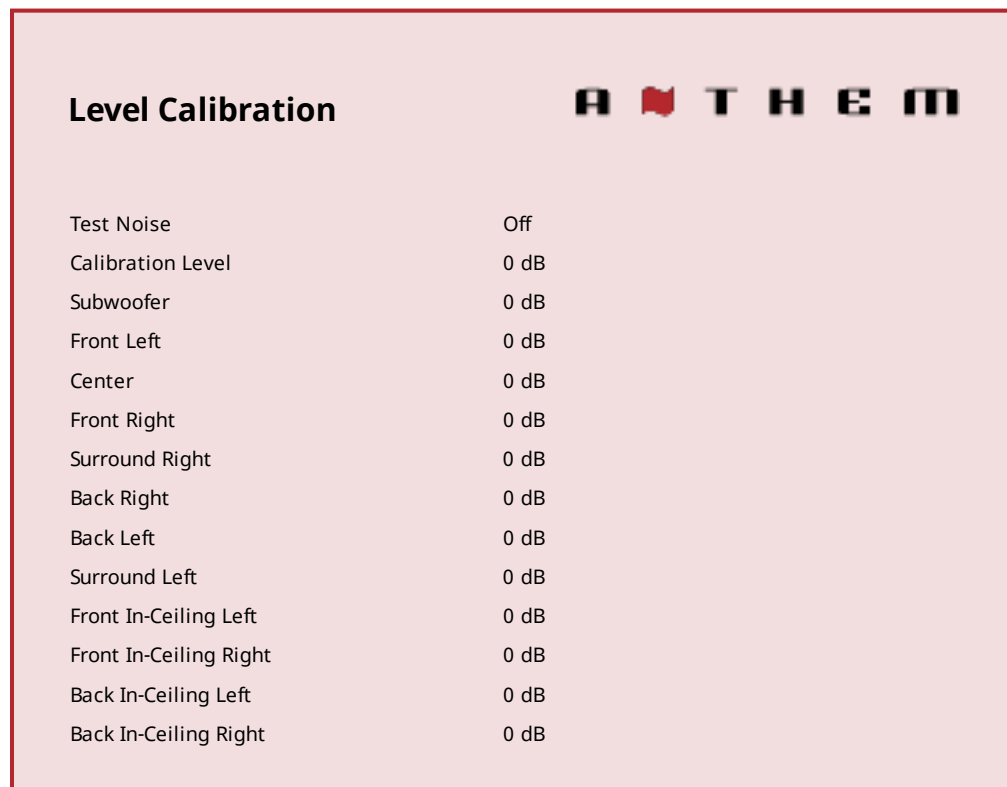 Level Calibration ANTHEM
Test Noise Off
Calibration Level 0 dB
Subwoofer 0 dB
Front Left 0 dB
Center 0 dB
Front Right 0 dB
Surround Right 0 dB
Back Right 0 dB
Back Left 0 dB
Surround Left 0 dB
Front In-Ceiling Left 0 dB
Front In-Ceiling Right 0 dB
Back In-Ceiling Left 0 dB
Back In-Ceiling Right 0 dB